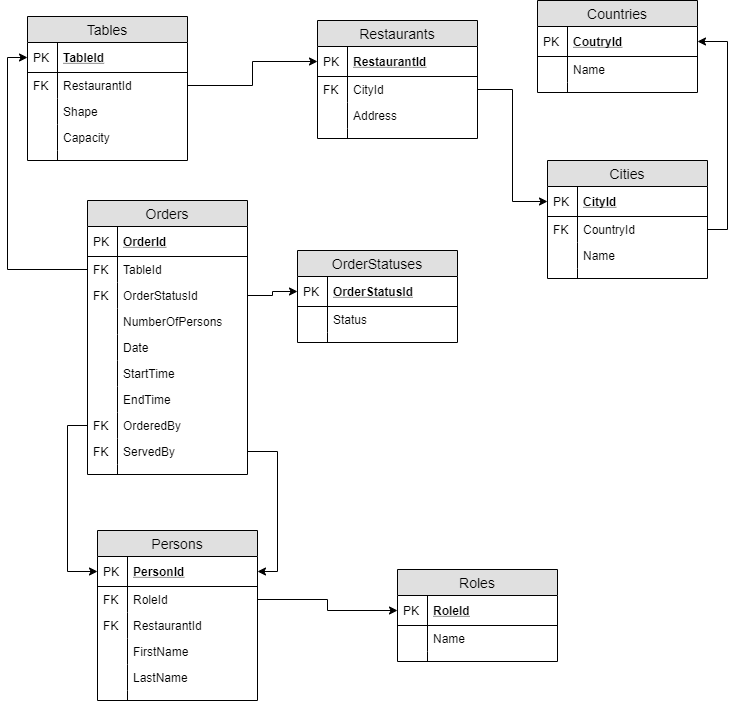 Tables
PK TableId
FK RestaurantId
Shape
Capacity
Restaurants
PK RestaurantId
FK CityId
Address
Countries
PK CoutryId
Name
Cities
PK CityId
FK CountryId
Name
Orders
PK OrderId
FK TableId
FK OrderStatusId
NumberOfPersons
Date
StartTime
EndTime
FK OrderedBy
FK ServedBy
OrderStatuses
PK OrderStatusId
Status
Persons
PK PersonId
FK RoleId
FK RestaurantId
FirstName
LastName
Roles
PK RoleId
Name